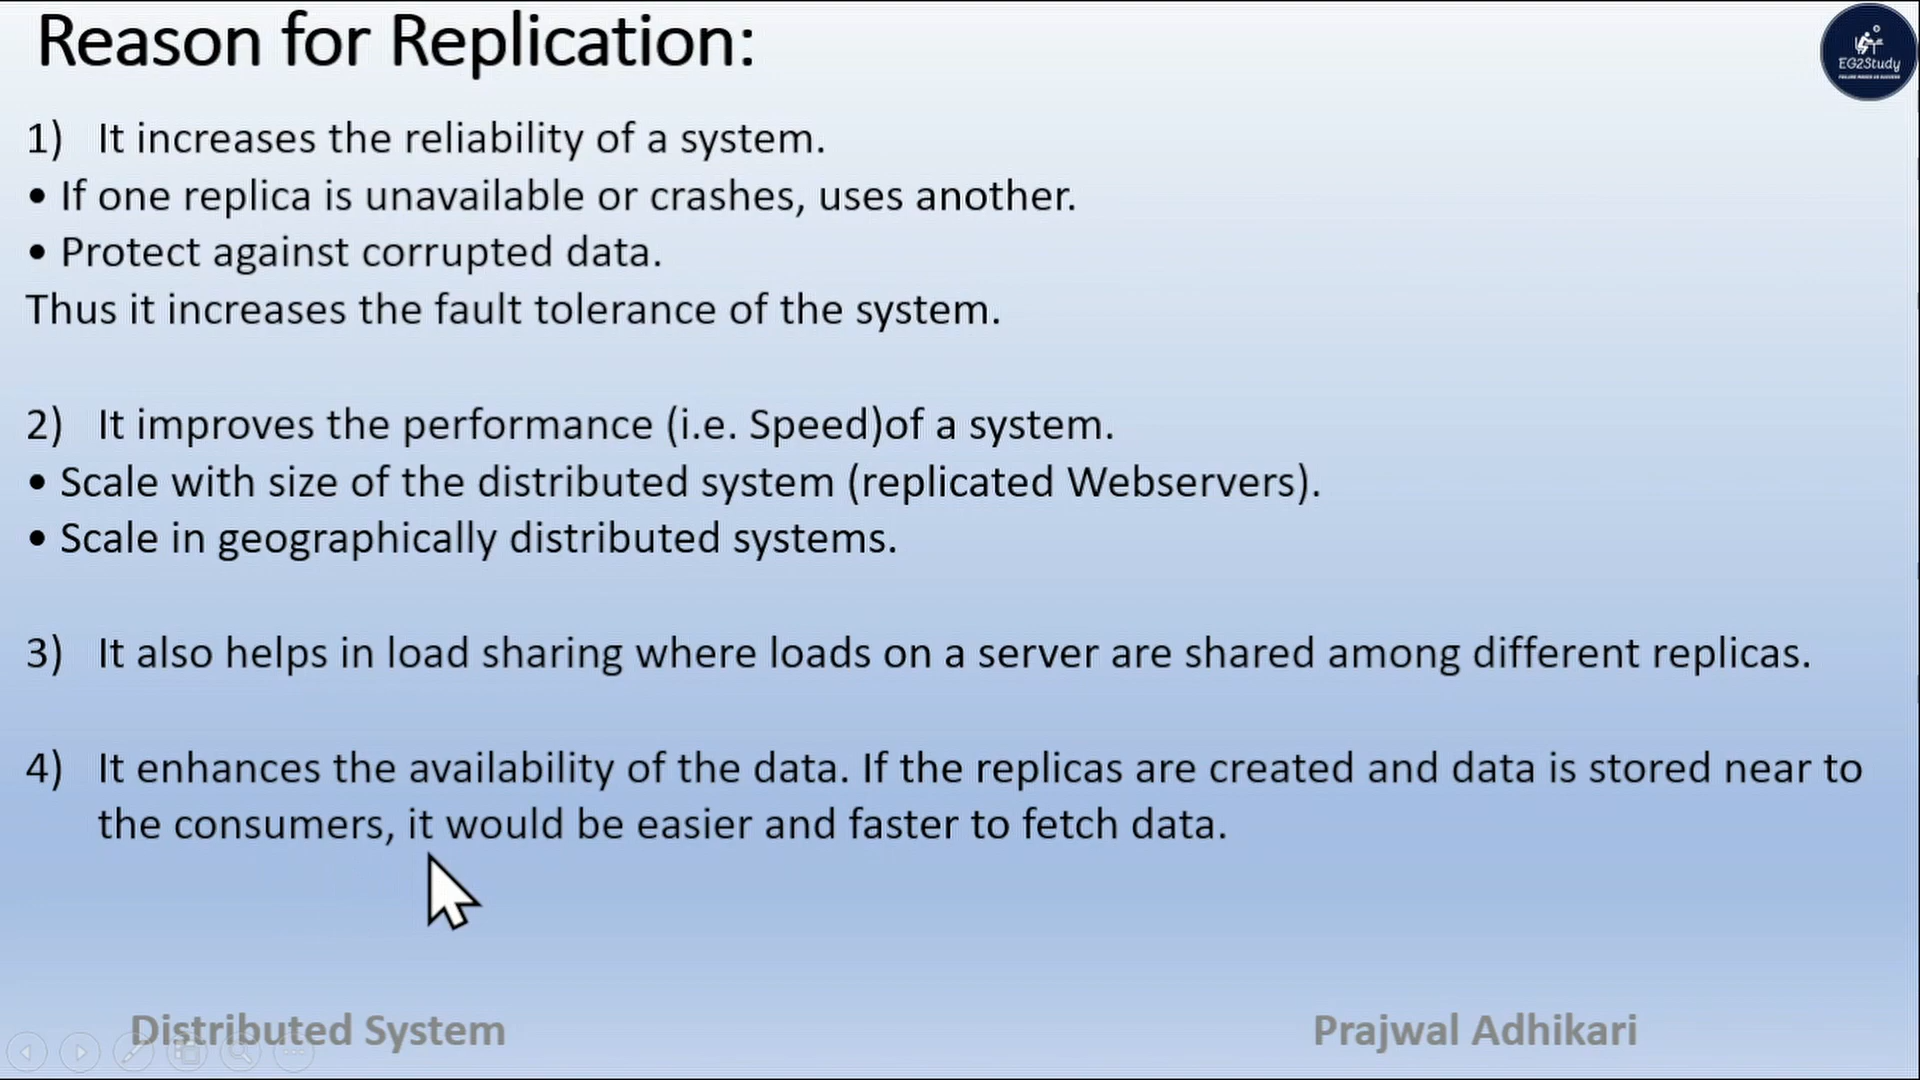 Reason for Replication:
EG2Study
FAILURE MAKES US SUCCESS
1) It increases the reliability of a system.
• If one replica is unavailable or crashes, uses another.
• Protect against corrupted data.
Thus it increases the fault tolerance of the system.
2) It improves the performance (i.e. Speed)of a system.
• Scale with size of the distributed system (replicated Webservers).
• Scale in geographically distributed systems.
3) It also helps in load sharing where loads on a server are shared among different replicas.
4) It enhances the availability of the data. If the replicas are created and data is stored near to
the consumers, it would be easier and faster to fetch data.
Distributed System
Prajwal Adhikari